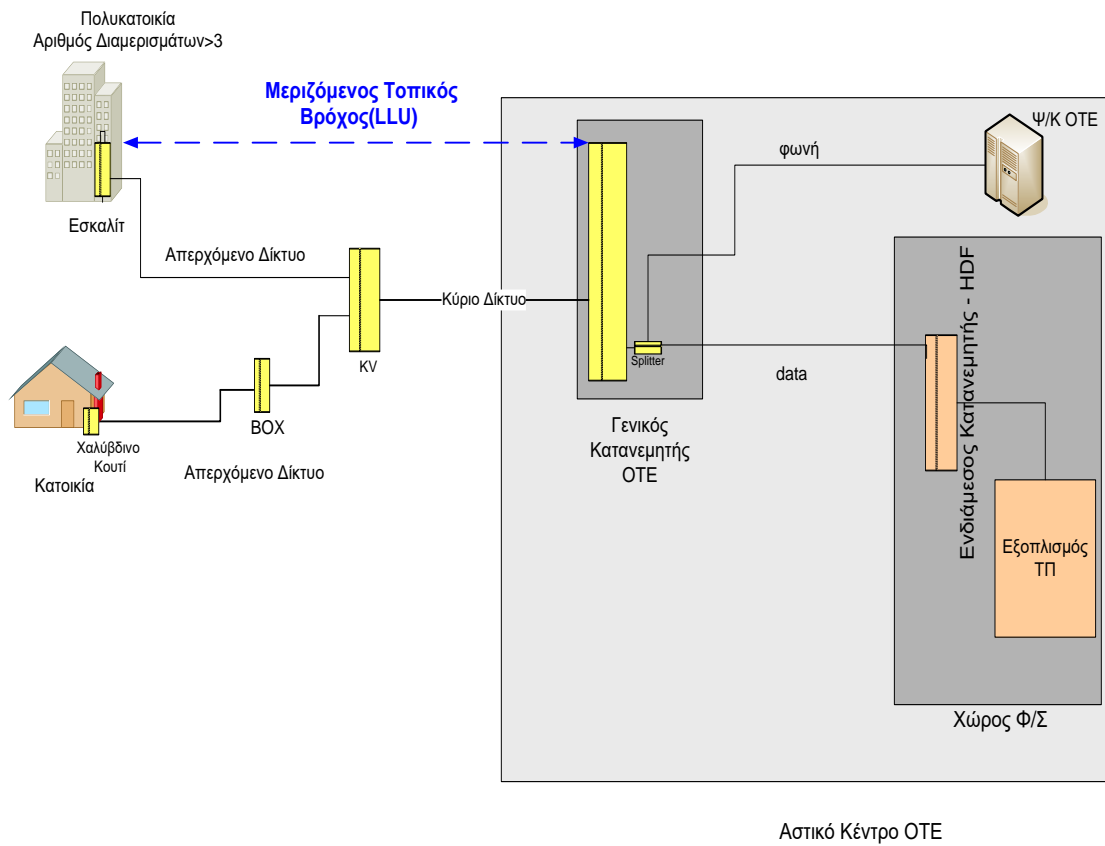 Πολυκατοικία
Αριθμός Διαμερισμάτων>3
Μεριζόμενος Τοπικός
Βρόχος(LLU)
Ψ/Κ ΟΤΕ
φωνή
Εσκαλίτ
Απερχόμενο Δίκτυο
Κύριο Δίκτυο
Ενδιάμεσος Κατανεμητής - HDF
Splitter
KV
data
BOX
Γενικός
Κατανεμητής
ΟΤΕ
Χαλύβδινο
Κουτί
Απερχόμενο Δίκτυο
Κατοικία
Εξοπλισμός
ΤΠ
Χώρος Φ/Σ
Αστικό Κέντρο ΟΤΕ